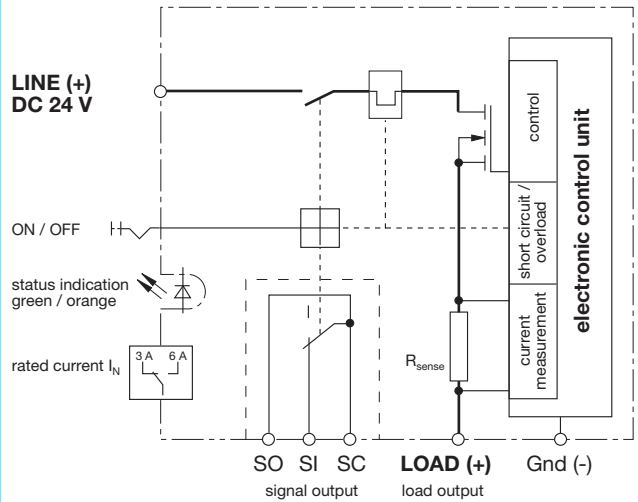 LINE (+)
DC 24 V
ON / OFF
status indication
green / orange
rated current I_N
3 A 6 A
control
short circuit /
overload
current
measurement
electronic control unit
R_sense
SO SI SC
signal output
LOAD (+)
load output
Gnd (-)